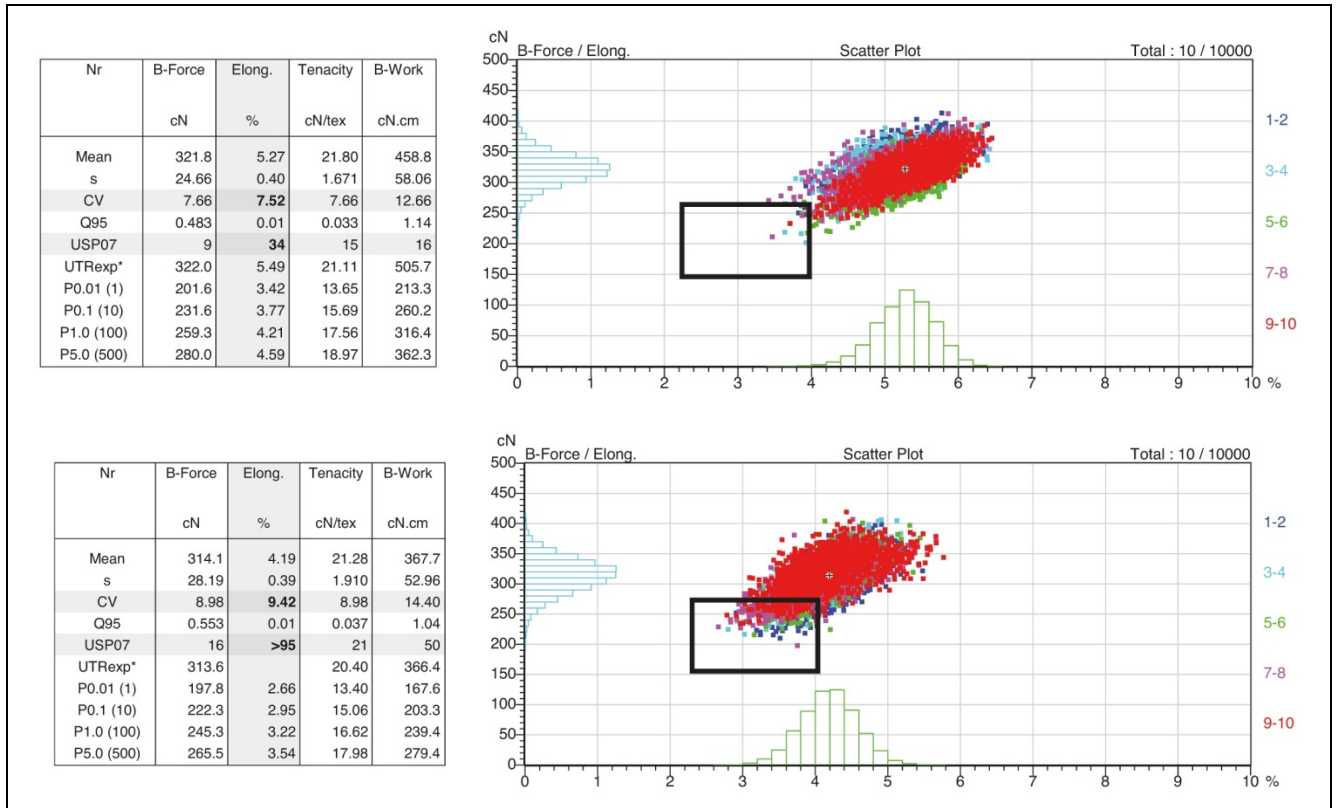 Nr B-Force Elong. Tenacity B-Work
cN % cN/tex cN.cm
Mean 321.8 5.27 21.80 458.8
s 24.66 0.40 1.671 58.06
CV 7.66 7.52 7.66 12.66
Q95 0.483 0.01 0.033 1.14
USP07 9 34 15 16
UTRexp* 322.0 5.49 21.11 505.7
P0.01 (1) 201.6 3.42 13.65 213.3
P0.1 (10) 231.6 3.77 15.69 260.2
P1.0 (100) 259.3 4.21 17.56 316.4
P5.0 (500) 280.0 4.59 18.97 362.3
cN
B-Force / Elong. Scatter Plot Total : 10 / 10000
500
450
400
350
300
250
200
150
100
50
0
0 1 2 3 4 5 6 7 8 9 10 %
1-2
3-4
5-6
7-8
9-10
Nr B-Force Elong. Tenacity B-Work
cN % cN/tex cN.cm
Mean 314.1 4.19 21.28 367.7
s 28.19 0.39 1.910 52.96
CV 8.98 9.42 8.98 14.40
Q95 0.553 0.01 0.037 1.04
USP07 16 >95 21 50
UTRexp* 313.6 20.40 366.4
P0.01 (1) 197.8 2.66 13.40 167.6
P0.1 (10) 222.3 2.95 15.06 203.3
P1.0 (100) 245.3 3.22 16.62 239.4
P5.0 (500) 265.5 3.54 17.98 279.4
cN
B-Force / Elong. Scatter Plot Total : 10 / 10000
500
450
400
350
300
250
200
150
100
50
0
0 1 2 3 4 5 6 7 8 9 10 %
1-2
3-4
5-6
7-8
9-10